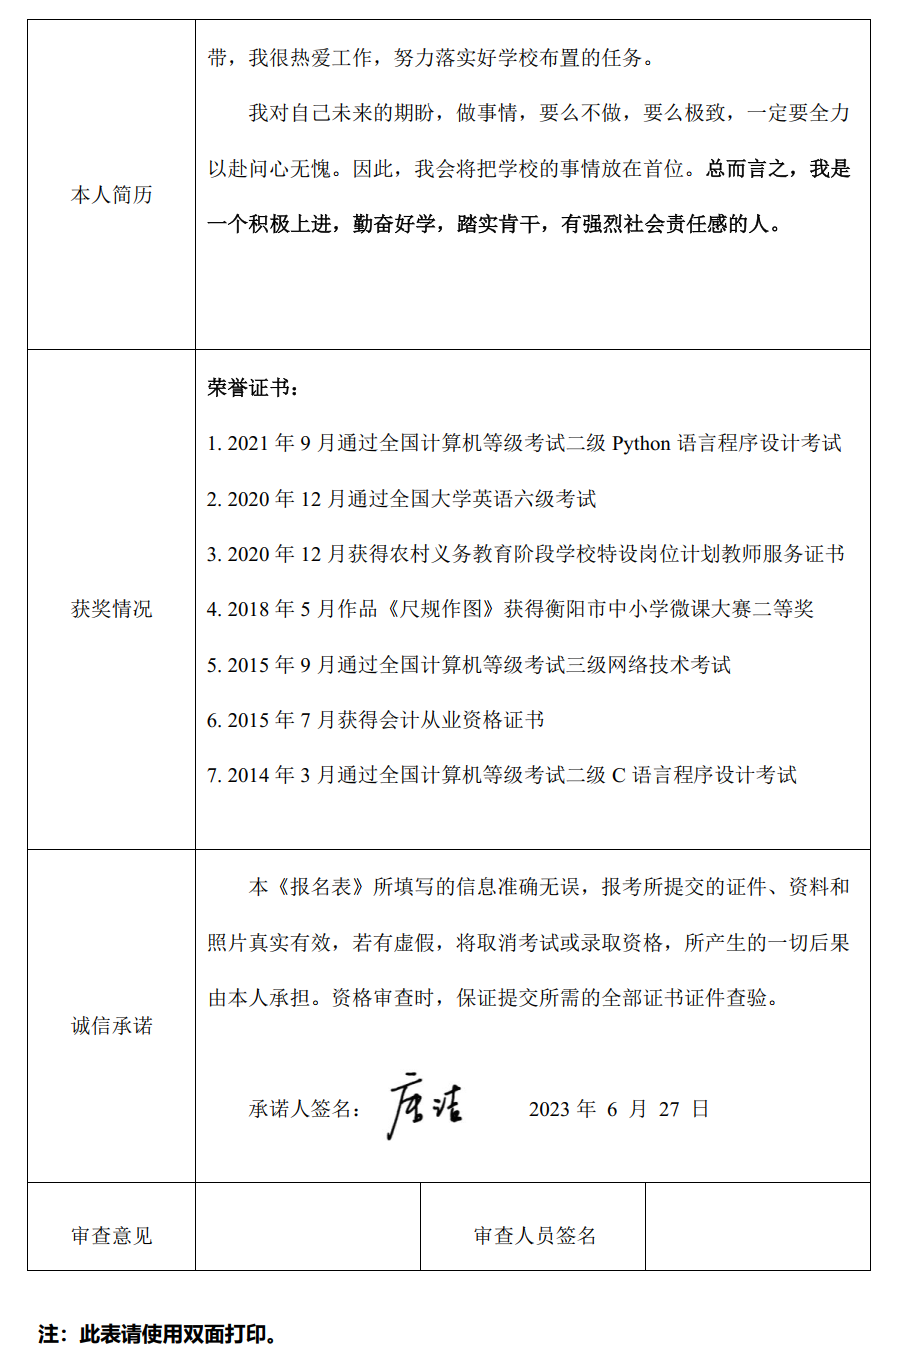 带，我很热爱工作，努力落实好学校布置的任务。
我对自己未来的期盼，做事情，要么不做，要么极致，一定要全力
以赴问心无愧。因此，我会将把学校的事情放在首位。总而言之，我是
一个积极上进，勤奋好学，踏实肯干，有强烈社会责任感的人。
本人简历
荣誉证书：
1. 2021 年 9 月通过全国计算机等级考试二级 Python 语言程序设计考试
2. 2020 年 12 月通过全国大学英语六级考试
3. 2020 年 12 月获得农村义务教育阶段学校特设岗位计划教师服务证书
4. 2018 年 5 月作品《尺规作图》获得衡阳市中小学微课大赛二等奖
5. 2015 年 9 月通过全国计算机等级考试三级网络技术考试
6. 2015 年 7 月获得会计从业资格证书
7. 2014 年 3 月通过全国计算机等级考试二级 C 语言程序设计考试
获奖情况
本《报名表》所填写的信息准确无误，报考所提交的证件、资料和
照片真实有效，若有虚假，将取消考试或录取资格，所产生的一切后果
由本人承担。资格审查时，保证提交所需的全部证书证件查验。
诚信承诺
承诺人签名： 唐洁 2023 年 6 月 27 日
审查意见 审查人员签名
注：此表请使用双面打印。